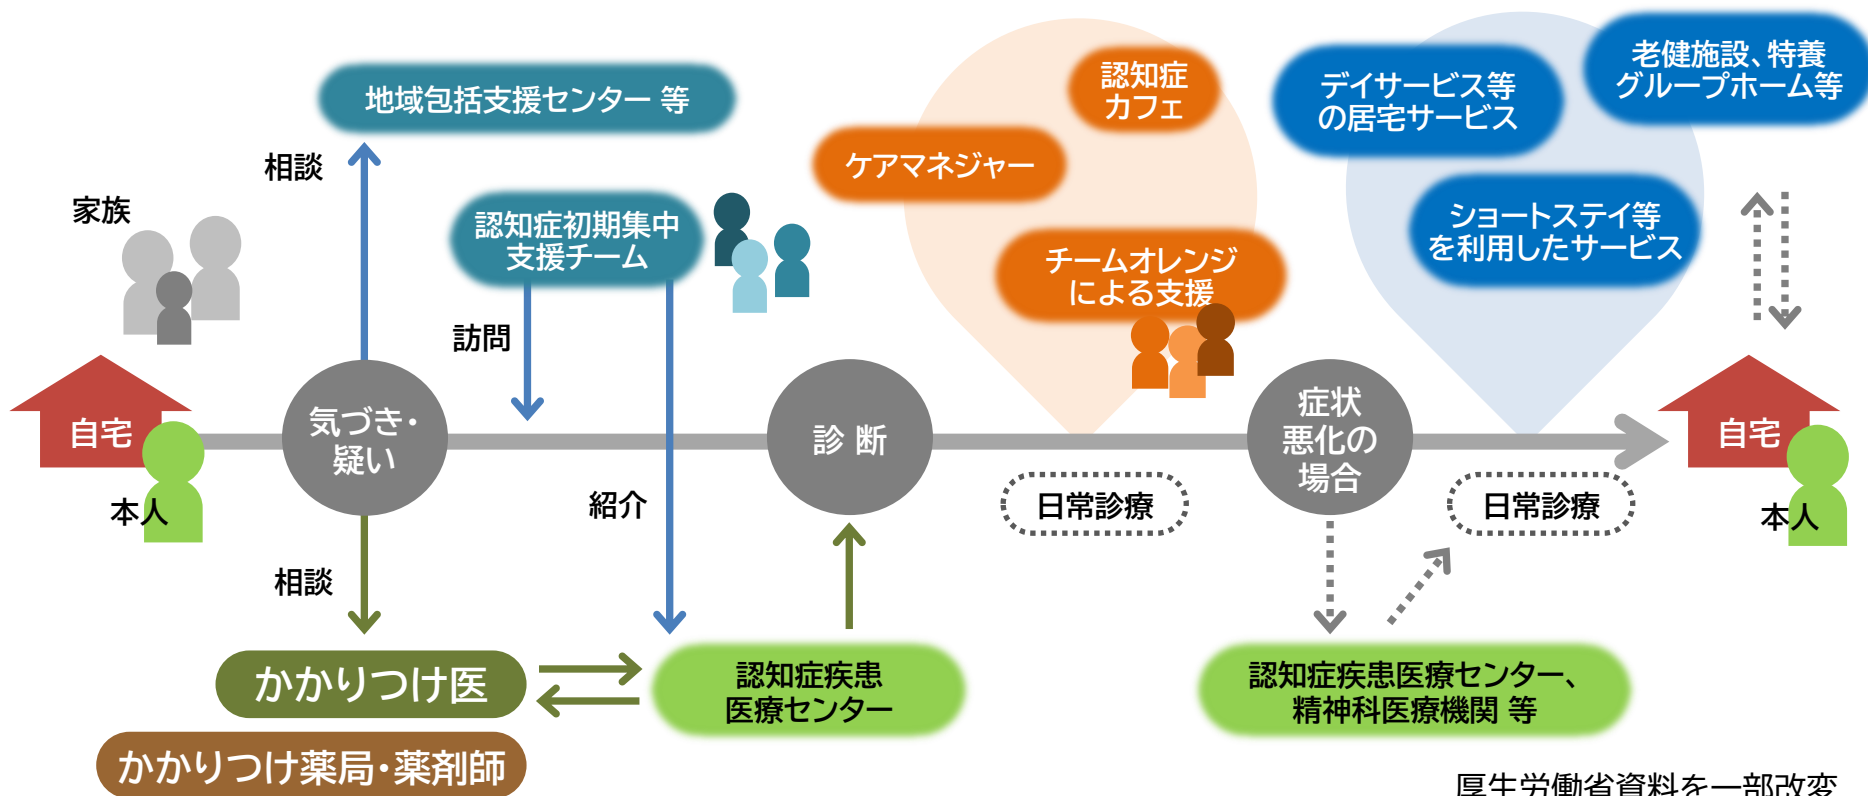 地域包括支援センター 等
相談
家族
認知症初期集中
支援チーム
訪問
認知症
カフェ
ケアマネジャー
チームオレンジ
による支援
デイサービス等
の居宅サービス
老健施設、特養
グループホーム等
ショートステイ等
を利用したサービス
自宅
本人
気づき・
疑い
診 断
症状
悪化の
場合
自宅
本人
日常診療
日常診療
紹介
相談
かかりつけ医
かかりつけ薬局・薬剤師
認知症疾患
医療センター
認知症疾患医療センター、
精神科医療機関 等
厚生労働省資料を一部改変